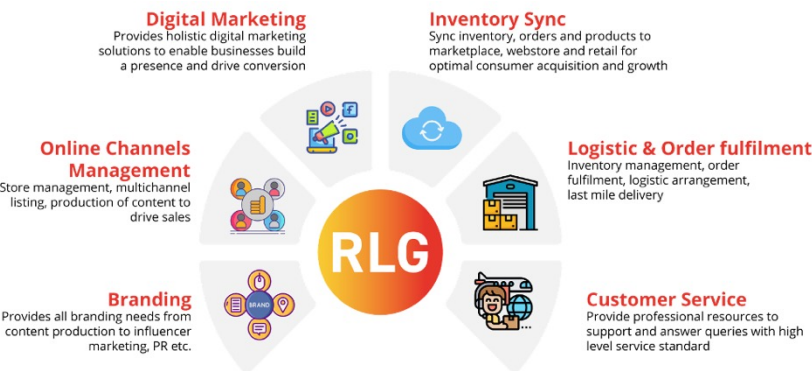 Digital Marketing
Provides holistic digital marketing
solutions to enable businesses build
a presence and drive conversion
Inventory Sync
Sync inventory, orders and products to
marketplace, webstore and retail for
optimal consumer acquisition and growth
Online Channels
Management
Store management, multichannel
listing, production of content to
drive sales
Logistic & Order fulfilment
Inventory management, order
fulfilment, logistic arrangement,
last mile delivery
RLG
Branding
Provides all branding needs from
content production to influencer
marketing, PR etc.
BRAND
Customer Service
Provide professional resources to
support and answer queries with high
level service standard